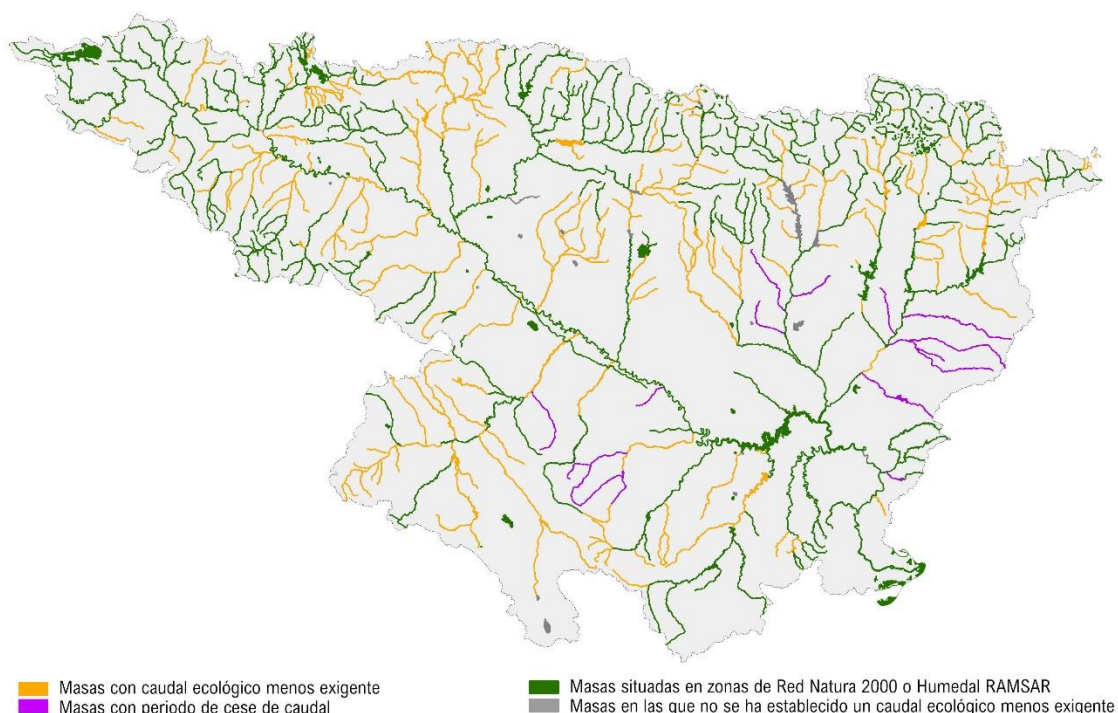 Masas con caudal ecológico menos exigente
Masas con periodo de cese de caudal
Masas situadas en zonas de Red Natura 2000 o Humedal RAMSAR
Masas en las que no se ha establecido un caudal ecológico menos exigente